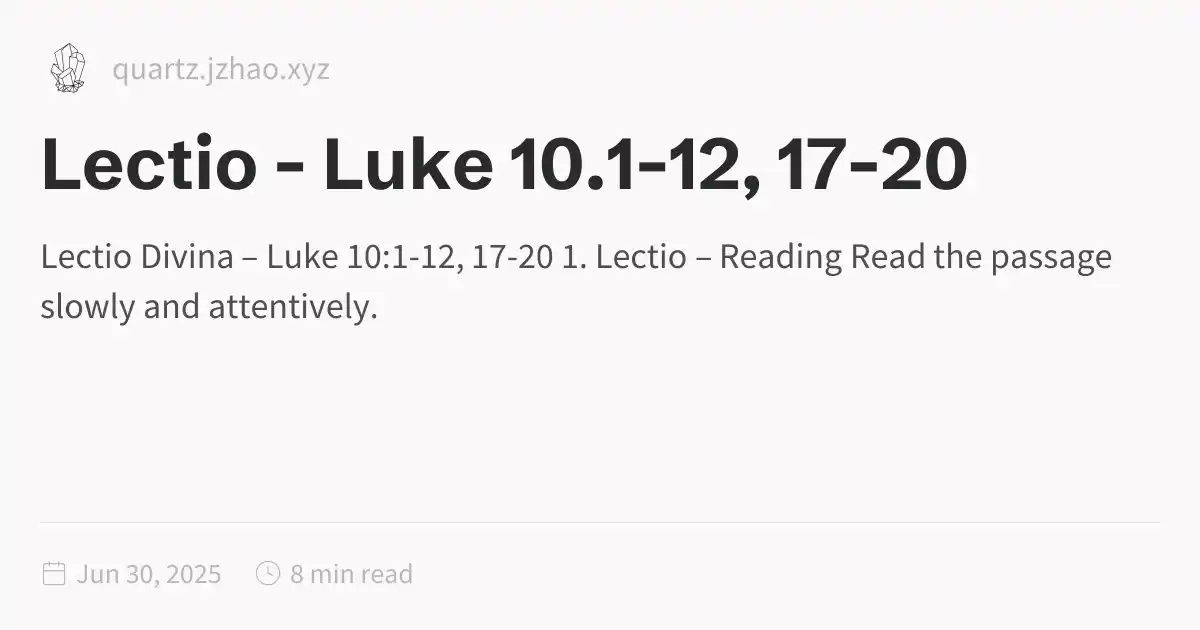 quartz.jzhao.xyz
Lectio - Luke 10.1-12, 17-20
Lectio Divina – Luke 10:1-12, 17-20 1. Lectio – Reading Read the passage
slowly and attentively.
Jun 30, 2025 8 min read